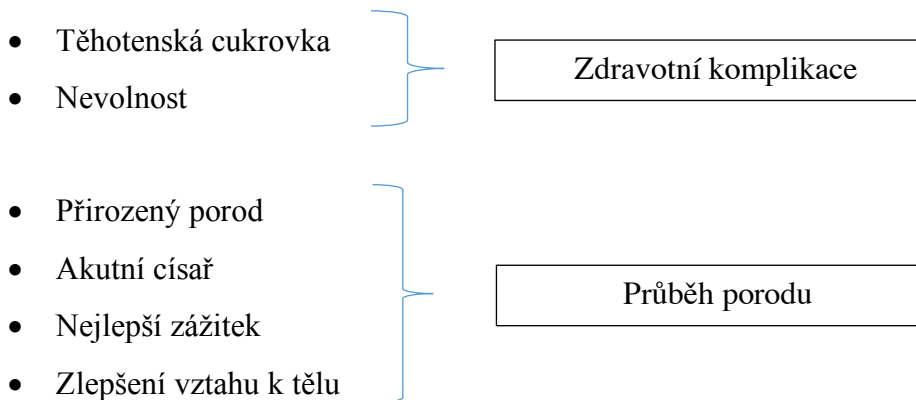 • Těhotenská cukrovka
• Nevolnost
Zdravotní komplikace
• Přirozený porod
• Akutní císař
• Nejlepší zážitek
• Zlepšení vztahu k tělu
Průběh porodu